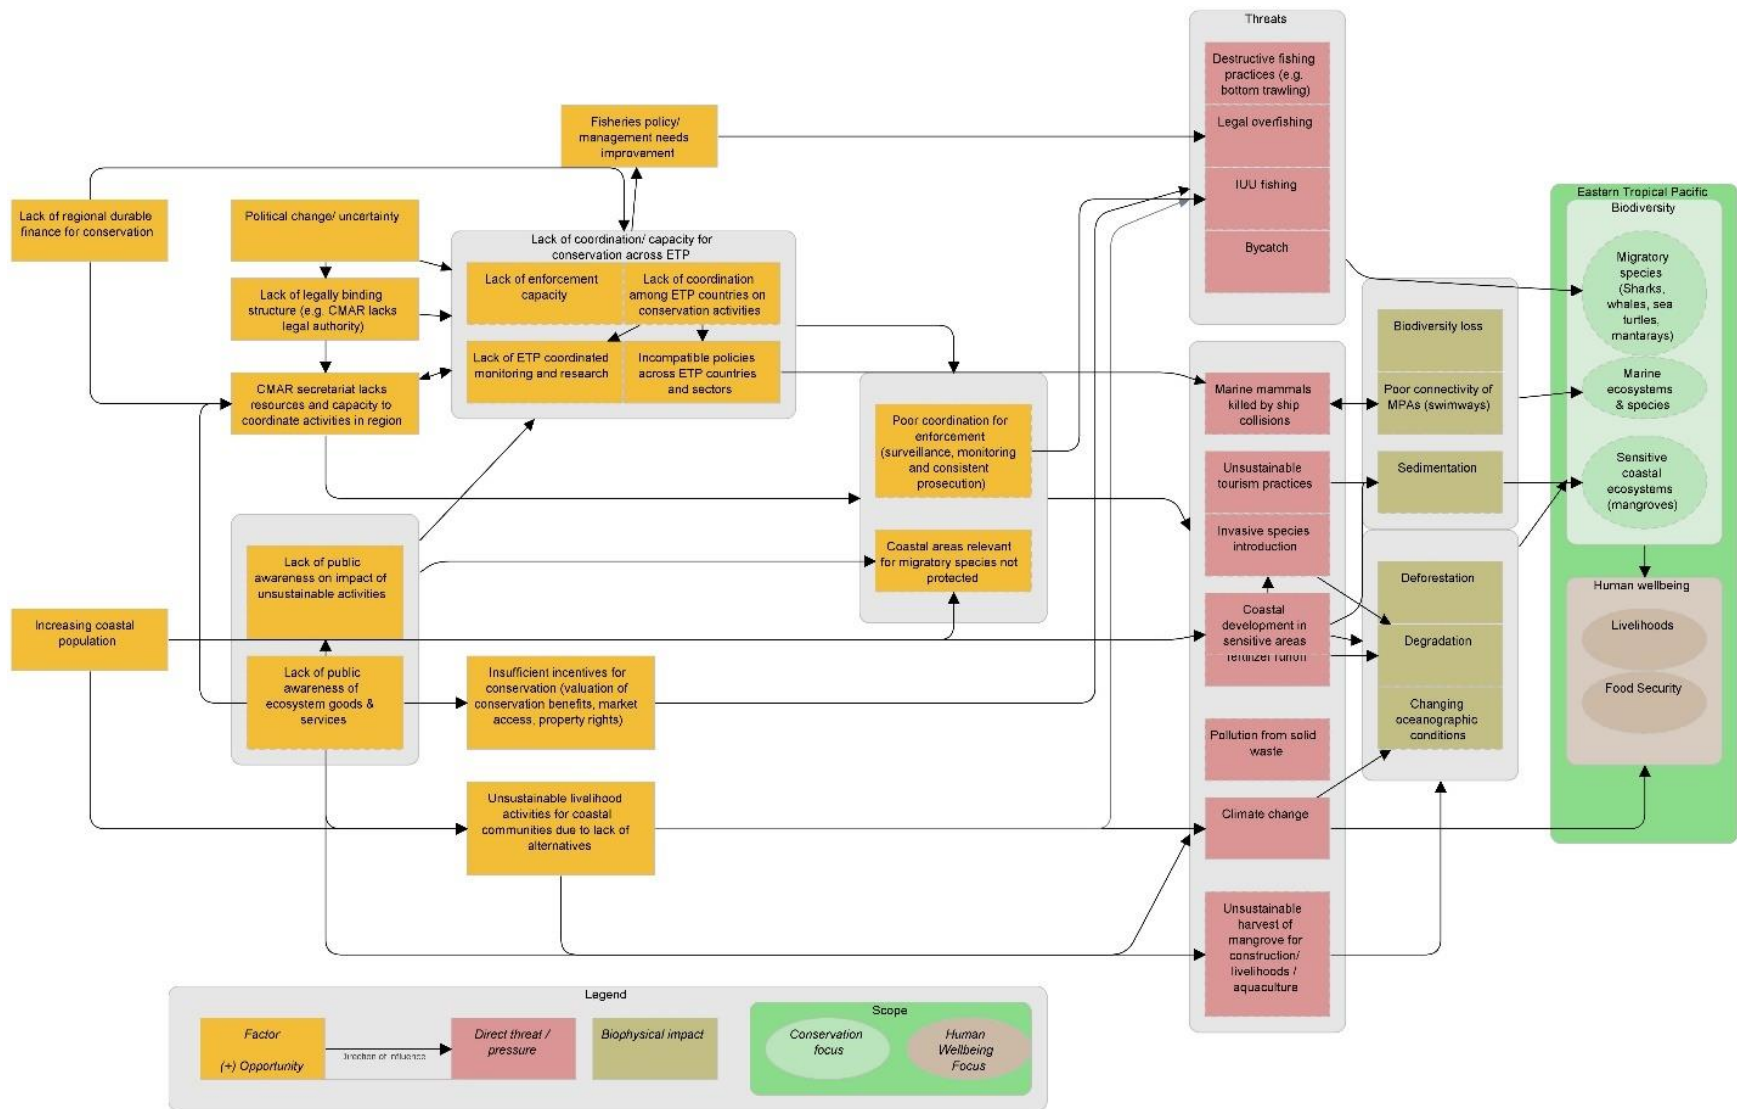 Threats
Destructive fishing
practices (e.g.
bottom trawling)
Legal overfishing
IUU fishing
Bycatch
Fisheries policy/
management needs
improvement
Lack of regional durable
finance for conservation
Political change/ uncertainty
Lack of legally binding
structure (e.g. CMAR lacks
legal authority)
CMAR secretariat lacks
resources and capacity to
coordinate activities in region
Lack of coordination/ capacity for
conservation across ETP
Lack of enforcement
capacity
Lack of coordination
among ETP countries on
conservation activities
Lack of ETP coordinated
monitoring and research
Incompatible policies
across ETP countries
and sectors
Poor coordination for
enforcement
(surveillance, monitoring
and consistent
prosecution)
Coastal areas relevant
for migratory species not
protected
Lack of public
awareness on impact of
unsustainable activities
Lack of public
awareness of
ecosystem goods &
services
Increasing coastal
population
Insufficient incentives for
conservation (valuation of
conservation benefits, market
access, property rights)
Unsustainable livelihood
activities for coastal
communities due to lack of
alternatives
Marine mammals
killed by ship
collisions
Unsustainable
tourism practices
Invasive species
introduction
Coastal
development in
sensitive areas
fertilizer runoff
Pollution from solid
waste
Climate change
Unsustainable
harvest of
mangrove for
construction/
livelihoods /
aquaculture
Biodiversity loss
Poor connectivity of
MPAs (swimways)
Sedimentation
Deforestation
Degradation
Changing
oceanographic
conditions
Eastern Tropical Pacific
Biodiversity
Migratory
species
(Sharks,
whales, sea
turtles,
mantarays)
Marine
ecosystems
& species
Sensitive
coastal
ecosystems
(mangroves)
Human wellbeing
Livelihoods
Food Security
Legend
Factor
(+) Opportunity
Direction of influence
Direct threat /
pressure
Biophysical impact
Scope
Conservation
focus
Human
Wellbeing
Focus